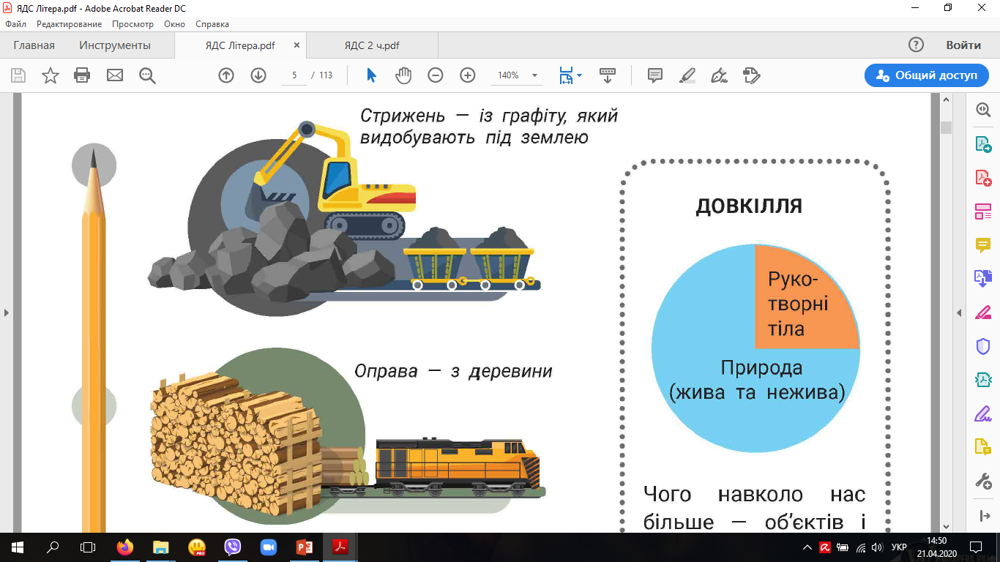 ЯДС Літера.pdf - Adobe Acrobat Reader DC
Файл Редактирование Просмотр Окно Справка
Главная Инструменты ЯДС Літера.pdf × ЯДС 2 ч.pdf Войти
5 / 113 140% Общий доступ
Стрижень — із графіту, який
видобувають під землею
ДОВКІЛЛЯ
Руко-
творні
тіла
Природа
(жива та нежива)
Оправа — з деревини
Чого навколо нас
більше — об’єктів і
УКР
14:50
21.04.2020